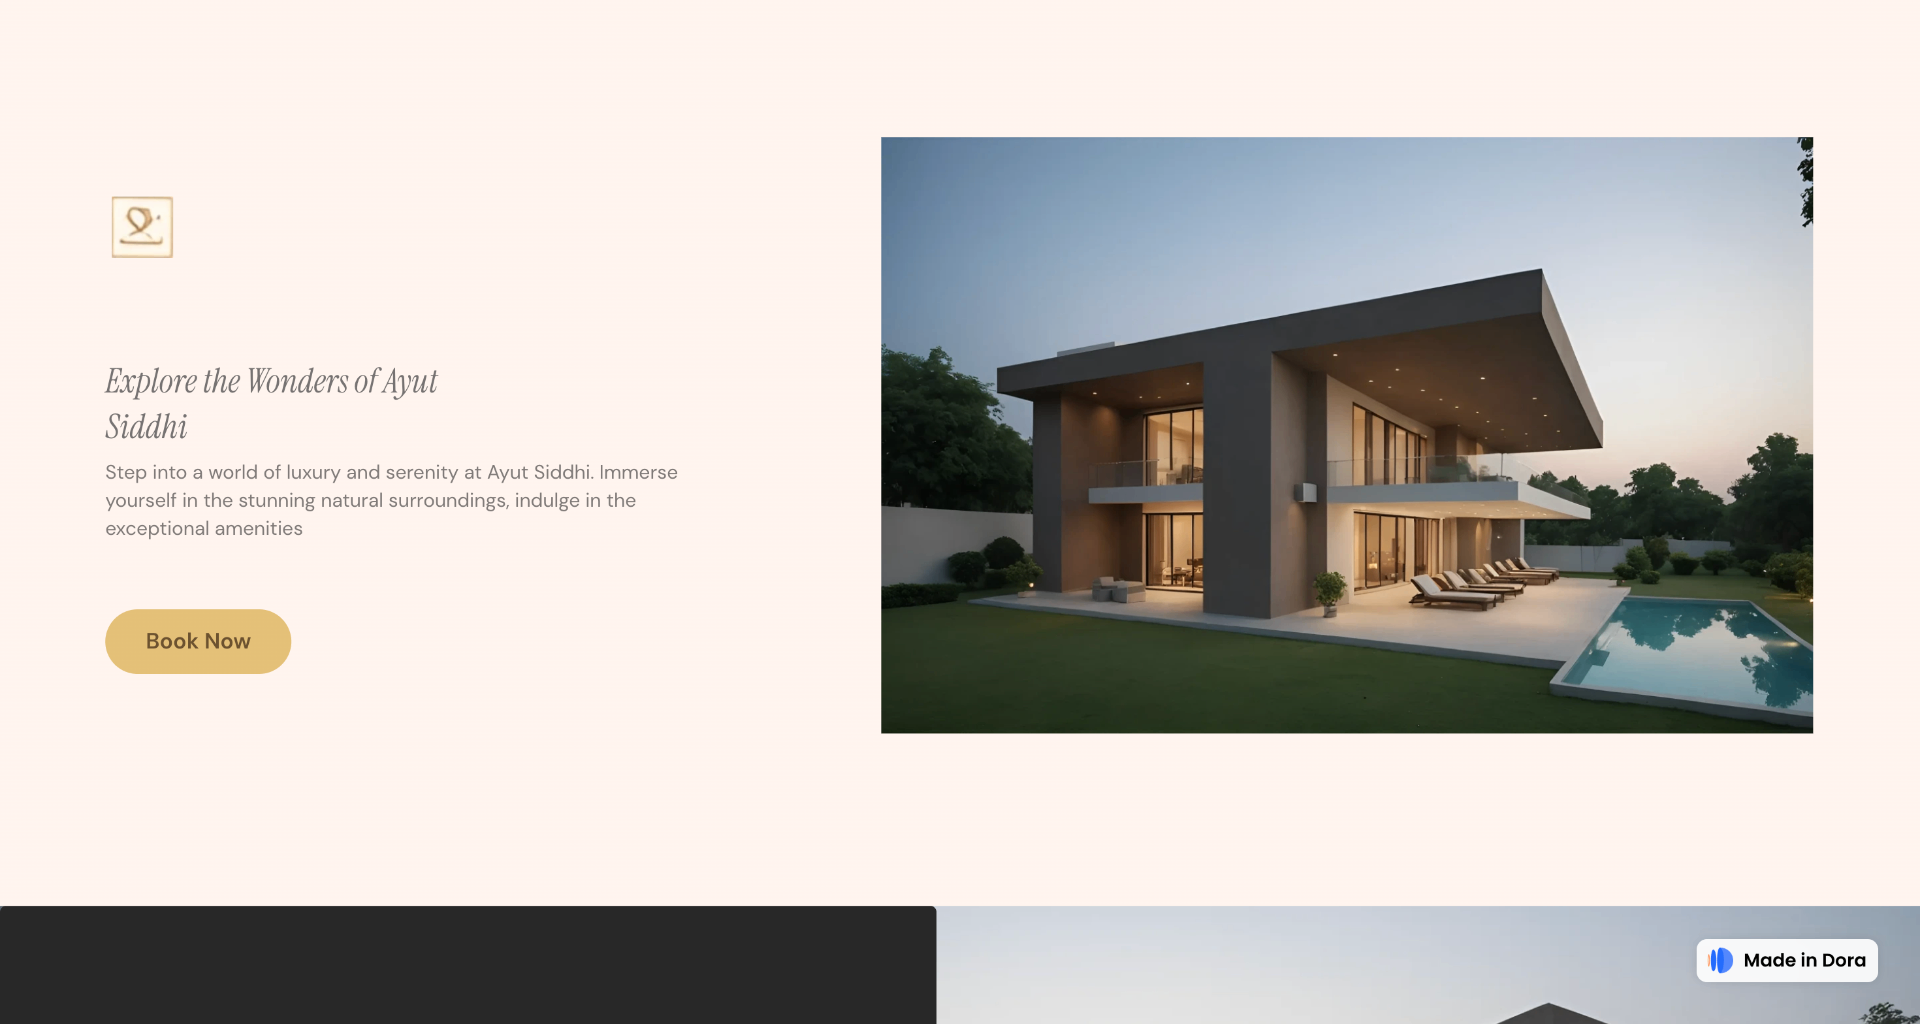 Explore the Wonders of Ayut
Siddhi
Step into a world of luxury and serenity at Ayut Siddhi. Immerse
yourself in the stunning natural surroundings, indulge in the
exceptional amenities
Book Now
Made in Dora